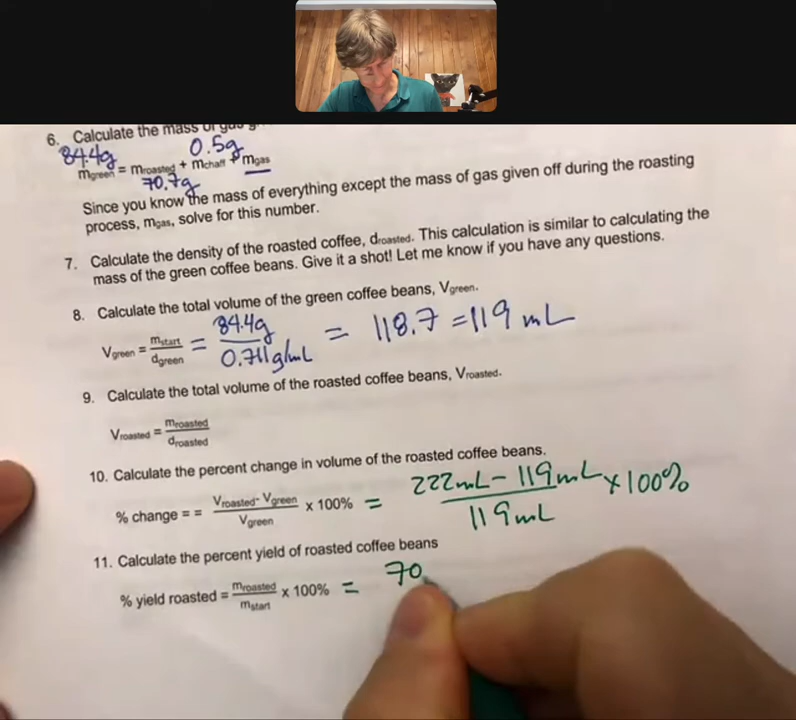 6. Calculate the mass of gas
84.4g 0.5g
mgreen = mroasted + mchaff + mgas
70.7g
Since you know the mass of everything except the mass of gas given off during the roasting
process, mgas, solve for this number.
7. Calculate the density of the roasted coffee, droasted. This calculation is similar to calculating the
mass of the green coffee beans. Give it a shot! Let me know if you have any questions.
8. Calculate the total volume of the green coffee beans, Vgreen.
Vgreen = mstart / dgreen = 84.4g / 0.711g/mL = 118.7 = 119 mL
9. Calculate the total volume of the roasted coffee beans, Vroasted.
Vroasted = mroasted / droasted
10. Calculate the percent change in volume of the roasted coffee beans.
% change = = Vroasted- Vgreen / Vgreen x 100% = 222mL - 119mL / 119mL x 100%
11. Calculate the percent yield of roasted coffee beans
% yield roasted = mroasted / mstart x 100% = 70.